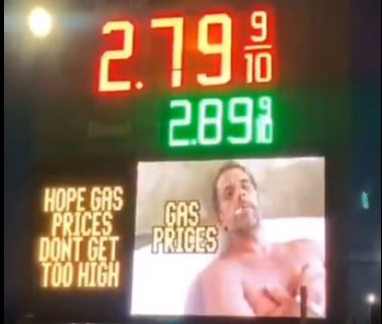 2.79 9/10
2.89 9/10
HOPE GAS
PRICES
DONT GET
TOO HIGH
GAS
PRICES